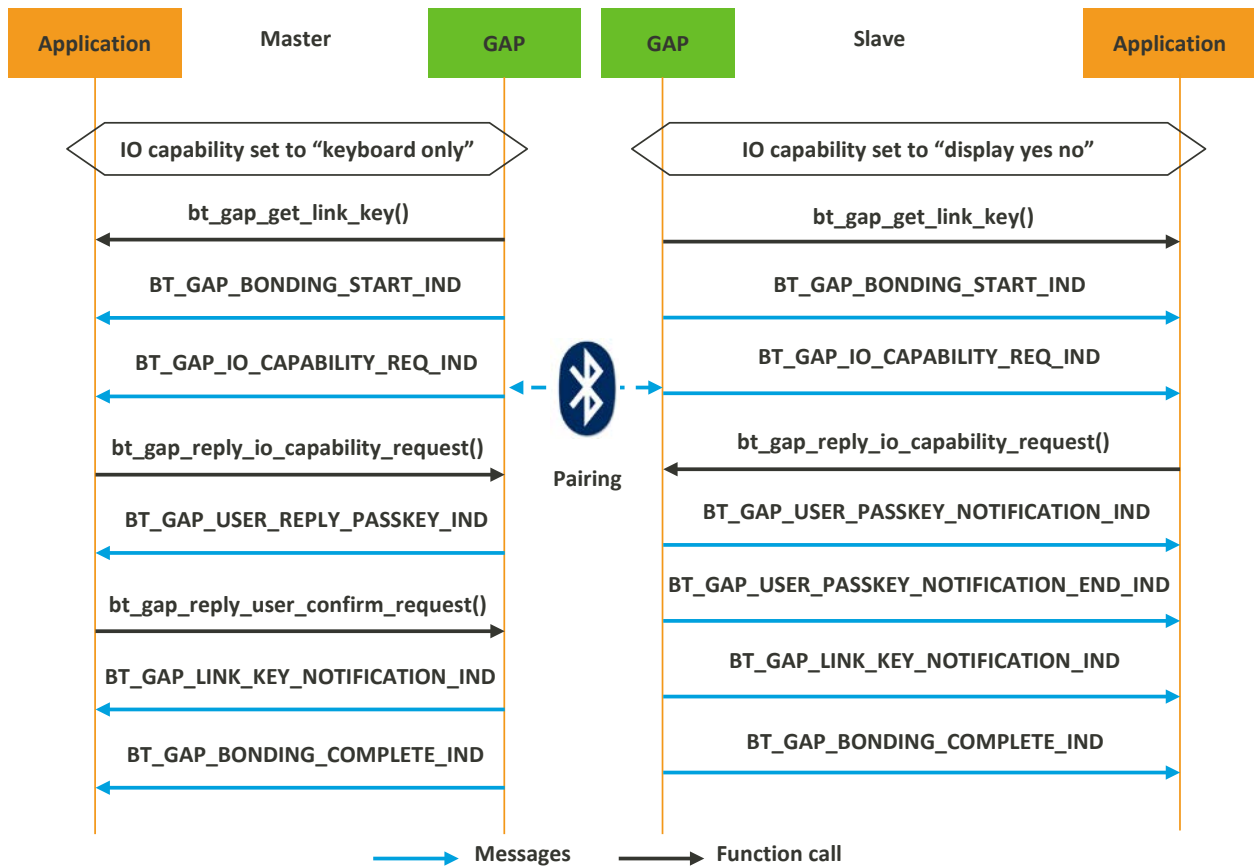 Application
Master
GAP
GAP
Slave
Application
IO capability set to “keyboard only”
IO capability set to “display yes no”
bt_gap_get_link_key()
bt_gap_get_link_key()
BT_GAP_BONDING_START_IND
BT_GAP_BONDING_START_IND
BT_GAP_IO_CAPABILITY_REQ_IND
BT_GAP_IO_CAPABILITY_REQ_IND
bt_gap_reply_io_capability_request()
bt_gap_reply_io_capability_request()
Pairing
BT_GAP_USER_REPLY_PASSKEY_IND
BT_GAP_USER_PASSKEY_NOTIFICATION_IND
BT_GAP_USER_PASSKEY_NOTIFICATION_END_IND
bt_gap_reply_user_confirm_request()
BT_GAP_LINK_KEY_NOTIFICATION_IND
BT_GAP_LINK_KEY_NOTIFICATION_IND
BT_GAP_BONDING_COMPLETE_IND
BT_GAP_BONDING_COMPLETE_IND
Messages
Function call